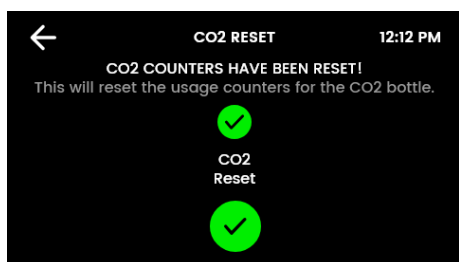 CO2 RESET 12:12 PM
CO2 COUNTERS HAVE BEEN RESET!
This will reset the usage counters for the CO2 bottle.
CO2
Reset